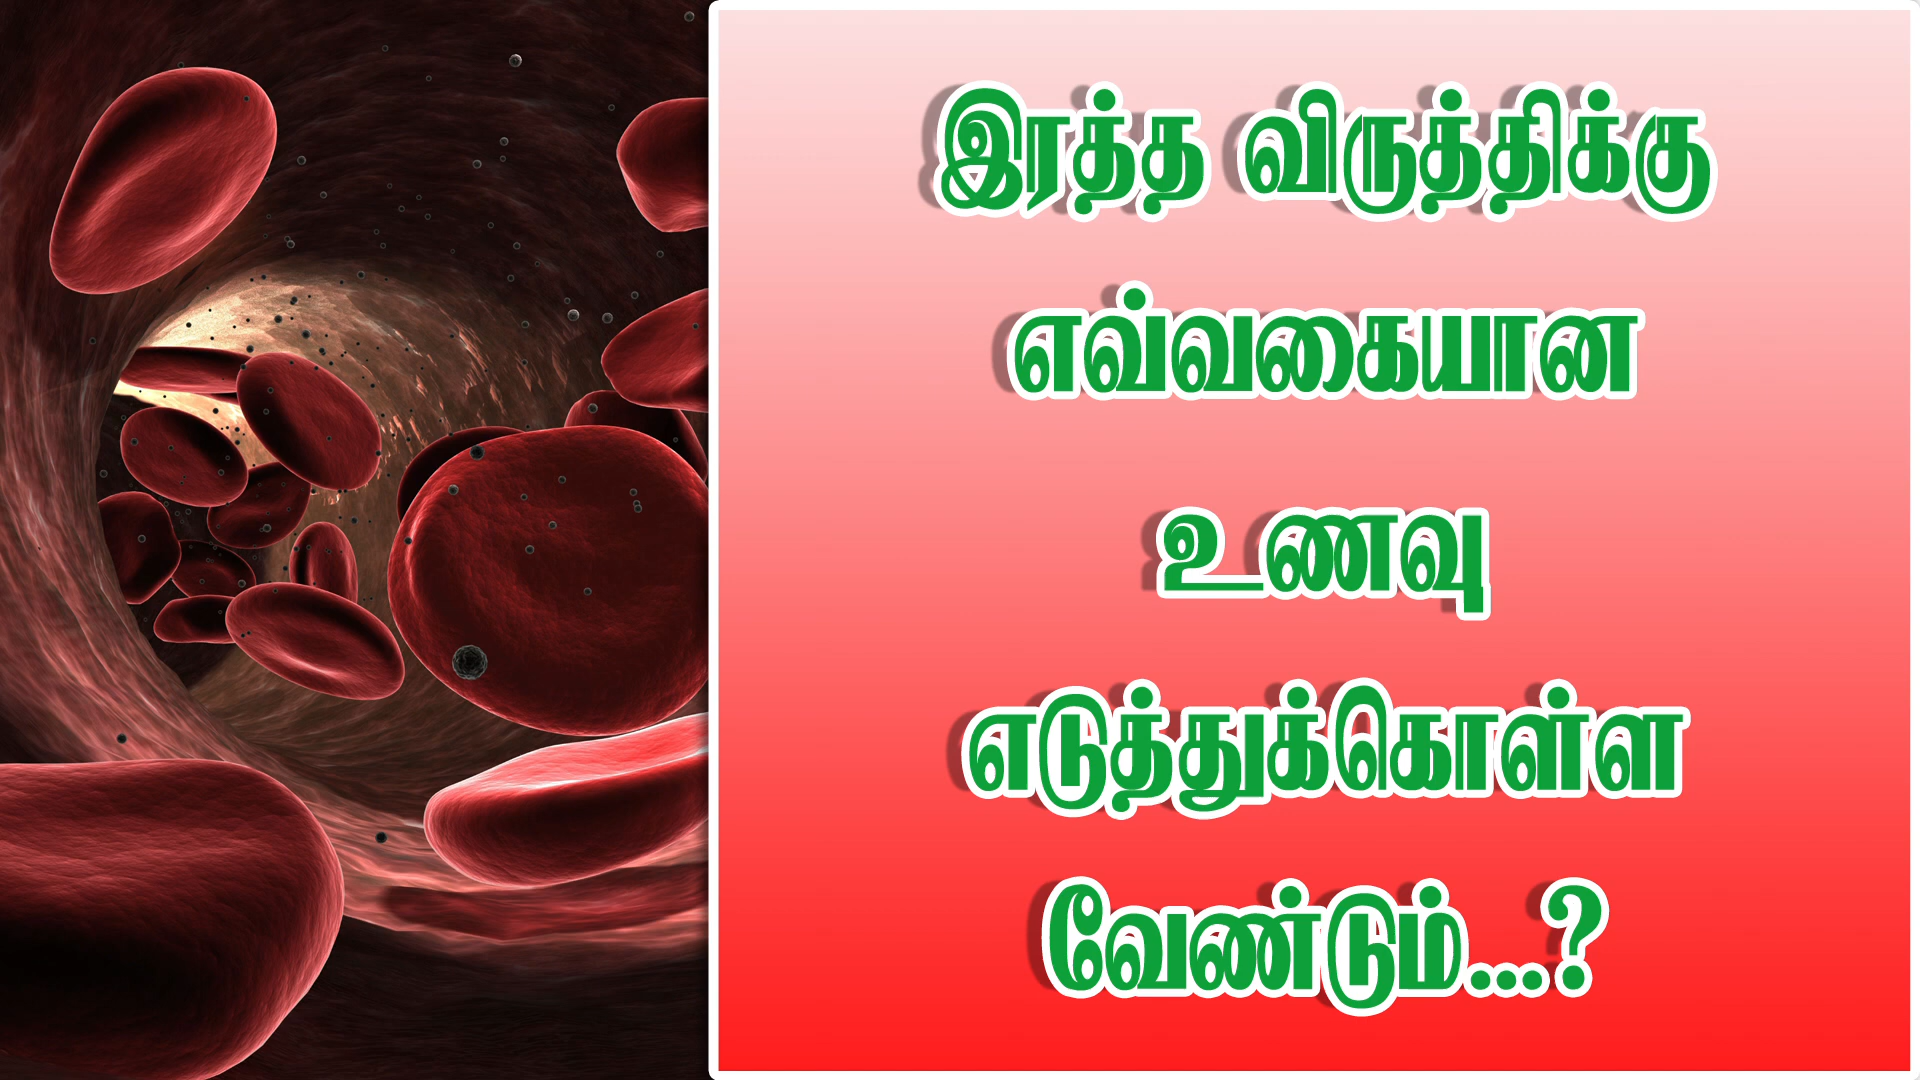 இரத்த விருத்திக்கு
எவ்வகையான
உணவு
எடுத்துக்கொள்ள
வேண்டும்...?